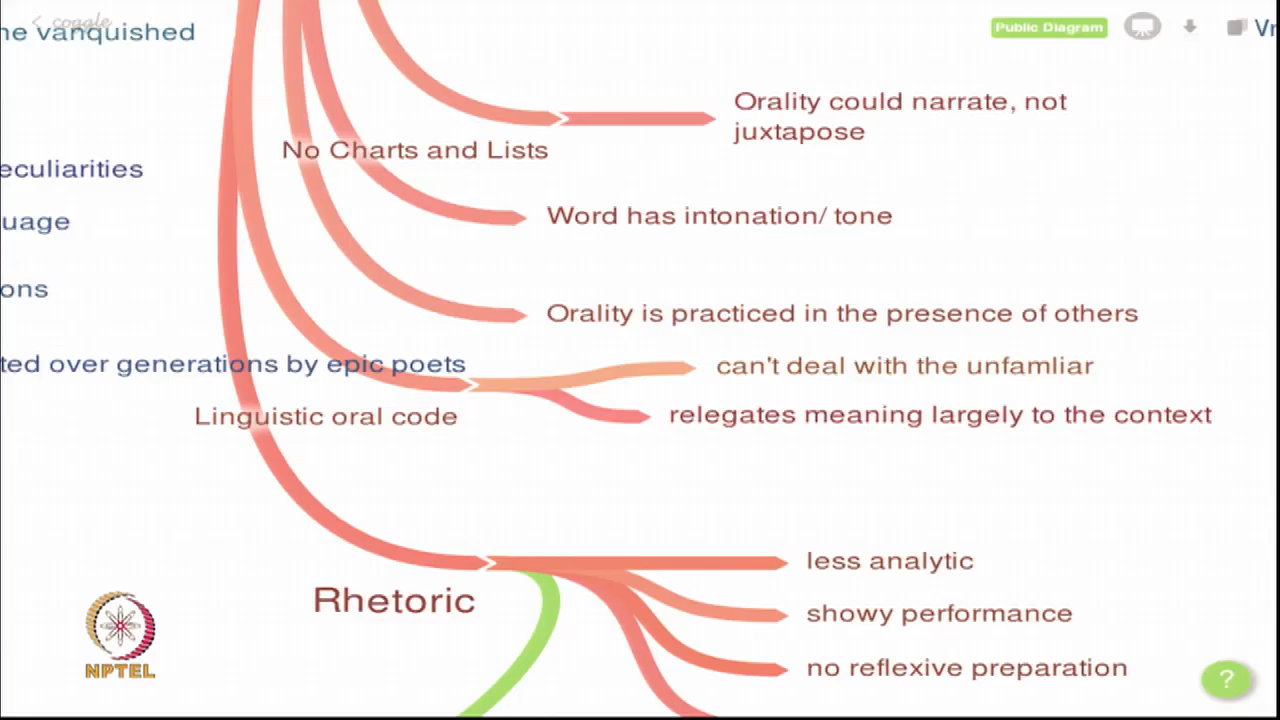 coggle
he vanquished
Public Diagram
Vr
Orality could narrate, not
juxtapose
No Charts and Lists
eculiarities
Word has intonation/ tone
uage
ons
Orality is practiced in the presence of others
ted over generations by epic poets
can't deal with the unfamliar
Linguistic oral code
relegates meaning largely to the context
less analytic
Rhetoric
showy performance
no reflexive preparation
NPTEL
?